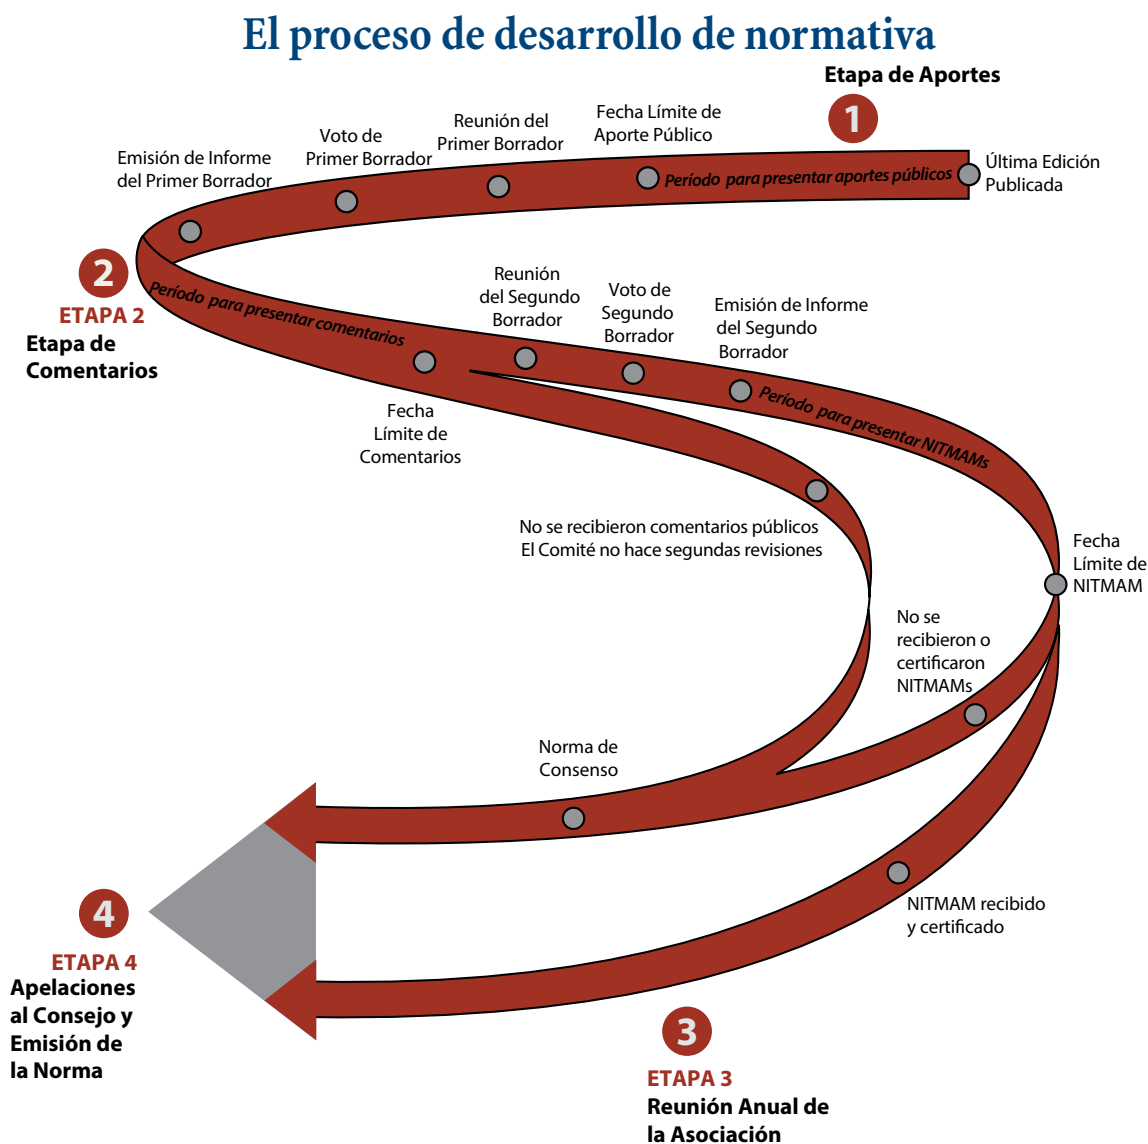 El proceso de desarrollo de normativa
Etapa de Aportes
1
Fecha Límite de
Aporte Público
Reunión del
Primer Borrador
Voto de
Primer Borrador
Emisión de Informe
del Primer Borrador
Período para presentar aportes públicos
Última Edición
Publicada
2
ETAPA 2
Etapa de
Comentarios
Período para presentar comentarios
Reunión
del Segundo
Borrador
Voto de
Segundo
Borrador
Emisión de Informe
del Segundo
Borrador
Período para presentar NITMAMs
Fecha
Límite de
Comentarios
No se recibieron comentarios públicos
El Comité no hace segundas revisiones
Fecha
Límite de
NITMAM
No se
recibieron o
certificaron
NITMAMs
Norma de
Consenso
NITMAM recibido
y certificado
4
ETAPA 4
Apelaciones
al Consejo y
Emisión de
la Norma
3
ETAPA 3
Reunión Anual de
la Asociación